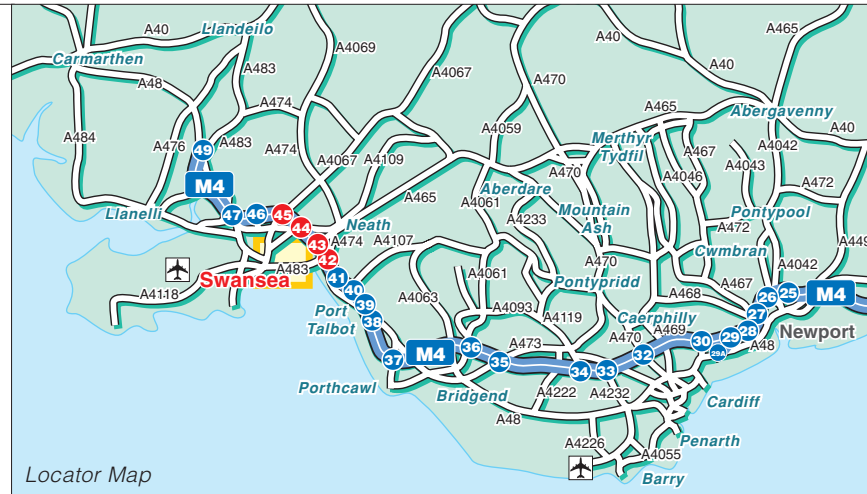 A40
Llandeilo
A4069
A465
Carmarthen
A483
A4067
A40
A470
A40
A48
A474
A4059
A465
Abergavenny
A484
A476
49
A483
A474
A4067
A4109
Merthyr
Tydfil
A467
A4042
A40
M4
A465
Aberdare
A470
A4046
A4043
A472
Llanelli
47
46
45
44
Neath
A4061
A4233
Mountain
Ash
A472
Pontypool
A449
43
A474
A4107
Cwmbran
A483
42
A4061
A470
A4042
Swansea
41
Pontypridd
A467
26
25
M4
A4118
40
A4063
A468
Port
Talbot
39
A4093
A4119
Caerphilly
27
38
A470
A469
28
Newport
M4
36
A473
30
29
A48
37
35
32
29A
34
33
Porthcawl
Bridgend
A4222
A4232
Cardiff
A48
A4226
Penarth
A4055
Barry
Locator Map